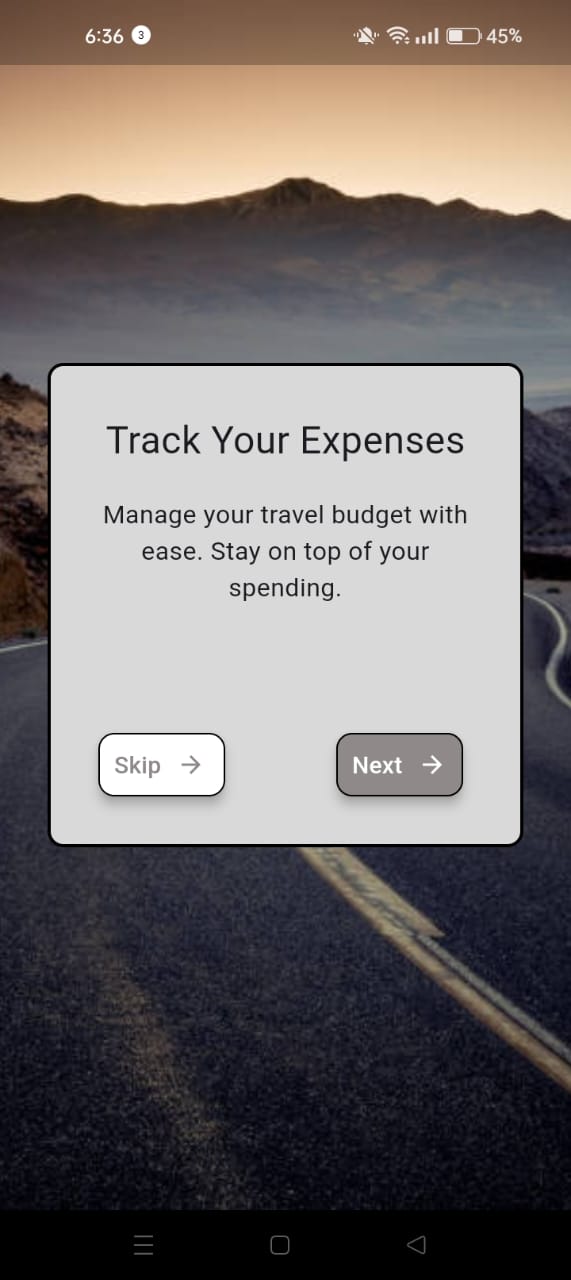 6:36 3 45%
Track Your Expenses
Manage your travel budget with
ease. Stay on top of your
spending.
Skip Next